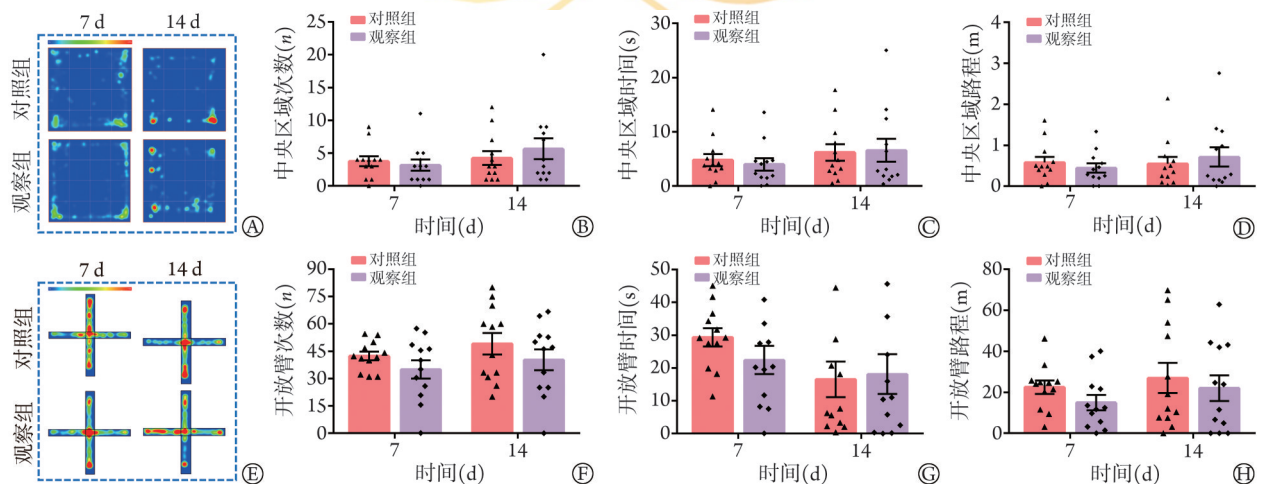 7 d
14 d
对照组
观察组
Ⓐ
中央区域次数(n)
25
20
15
10
5
0
对照组
观察组
7
14
时间(d)
Ⓑ
中央区域时间(s)
30
20
10
0
对照组
观察组
7
14
时间(d)
Ⓒ
中央区域路程(m)
4
3
2
1
0
对照组
观察组
7
14
时间(d)
Ⓓ
7 d
14 d
对照组
观察组
Ⓔ
开放臂次数(n)
90
75
60
45
30
15
0
对照组
观察组
7
14
时间(d)
Ⓕ
开放臂时间(s)
50
40
30
20
10
0
对照组
观察组
7
14
时间(d)
Ⓖ
开放臂路程(m)
80
60
40
20
0
对照组
观察组
7
14
时间(d)
Ⓗ